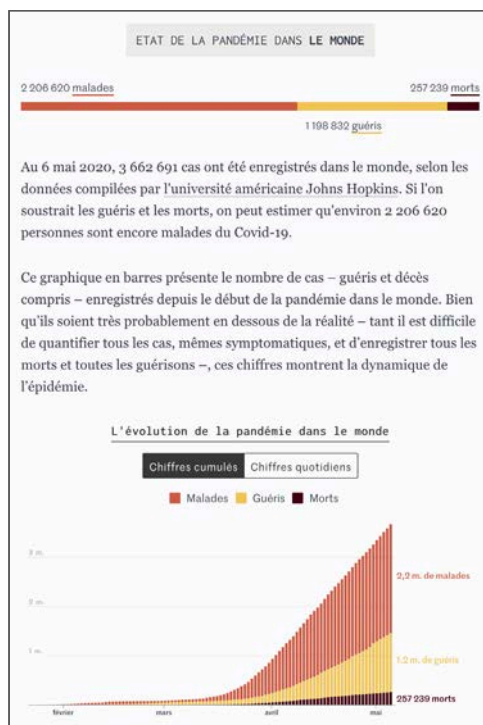 ETAT DE LA PANDÉMIE DANS LE MONDE
2 206 620 malades
257 239 morts
1 198 832 guéris
Au 6 mai 2020, 3 662 691 cas ont été enregistrés dans le monde, selon les
données compilées par l'université américaine Johns Hopkins. Si l'on
soustrait les guéris et les morts, on peut estimer qu'environ 2 206 620
personnes sont encore malades du Covid-19.
Ce graphique en barres présente le nombre de cas – guéris et décès
compris – enregistrés depuis le début de la pandémie dans le monde. Bien
qu'ils soient très probablement en dessous de la réalité – tant il est difficile
de quantifier tous les cas, mêmes symptomatiques, et d'enregistrer tous les
morts et toutes les guérisons –, ces chiffres montrent la dynamique de
l'épidémie.
L'évolution de la pandémie dans le monde
Chiffres cumulés Chiffres quotidiens
Malades Guéris Morts
3 m.
2,2 m. de malades
2 m.
1 m.
1.2 m. de guéris
257 239 morts
février mars avril mai